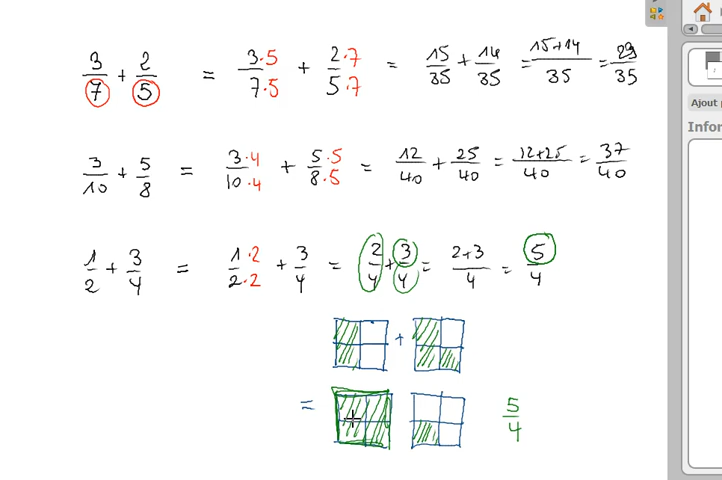 3/7 + 2/5 = 3·5/7·5 + 2·7/5·7 = 15/35 + 14/35 = 15+14/35 = 29/35
3/10 + 5/8 = 3·4/10·4 + 5·5/8·5 = 12/40 + 25/40 = 12+25/40 = 37/40
1/2 + 3/4 = 1·2/2·2 + 3/4 = 2/4 + 3/4 = 2+3/4 = 5/4
+
= 5/4
Ajout p
Infor